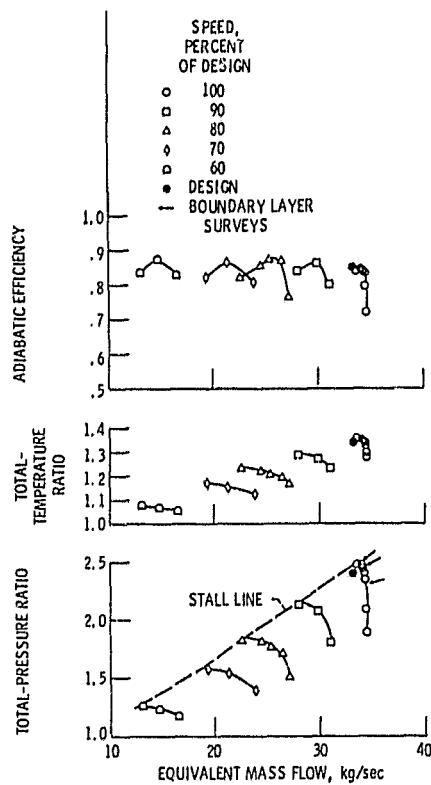 SPEED,
PERCENT
OF DESIGN
100
90
80
70
60
DESIGN
BOUNDARY LAYER
SURVEYS
ADIABATIC EFFICIENCY
1.0
.9
.8
.7
.6
.5
TOTAL-
TEMPERATURE
RATIO
1.4
1.3
1.2
1.1
1.0
TOTAL-PRESSURE RATIO
2.5
2.0
1.5
1.0
STALL LINE
10 20 30 40
EQUIVALENT MASS FLOW, kg/sec